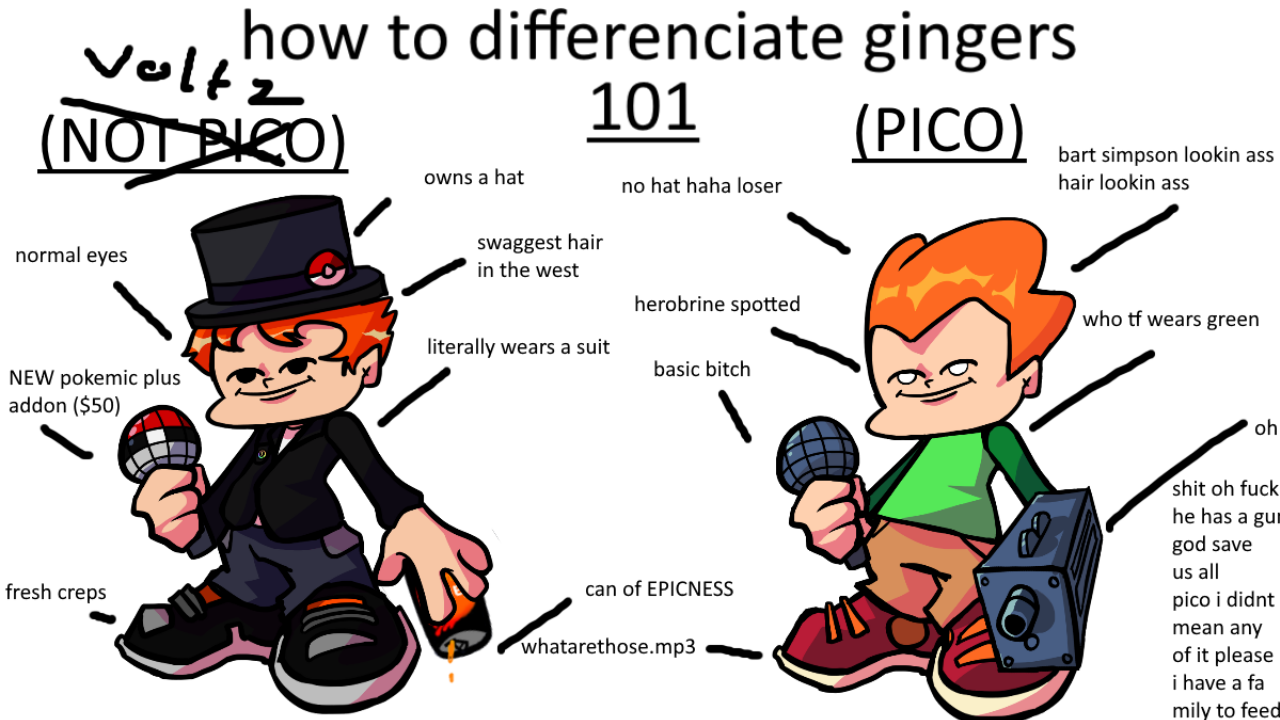 how to differenciate gingers
101
voltz
(NOT PICO)
(PICO)
owns a hat
normal eyes
swaggest hair
in the west
literally wears a suit
NEW pokemic plus
addon ($50)
fresh creps
can of EPICNESS
whatarethose.mp3
no hat haha loser
bart simpson lookin ass
hair lookin ass
herobrine spotted
who tf wears green
basic bitch
oh
shit oh fuck
he has a gun
god save
us all
pico i didnt
mean any
of it please
i have a fa
mily to feed